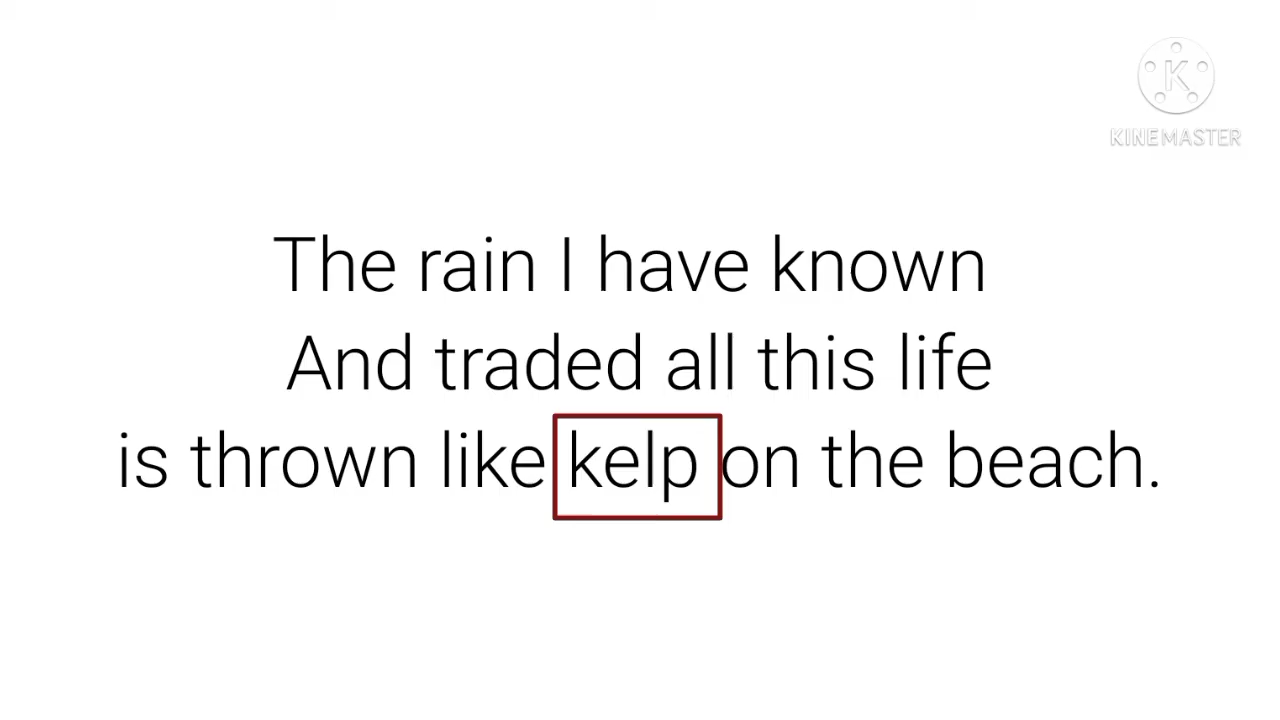 KINEMASTER
The rain I have known
And traded all this life
is thrown like kelp on the beach.